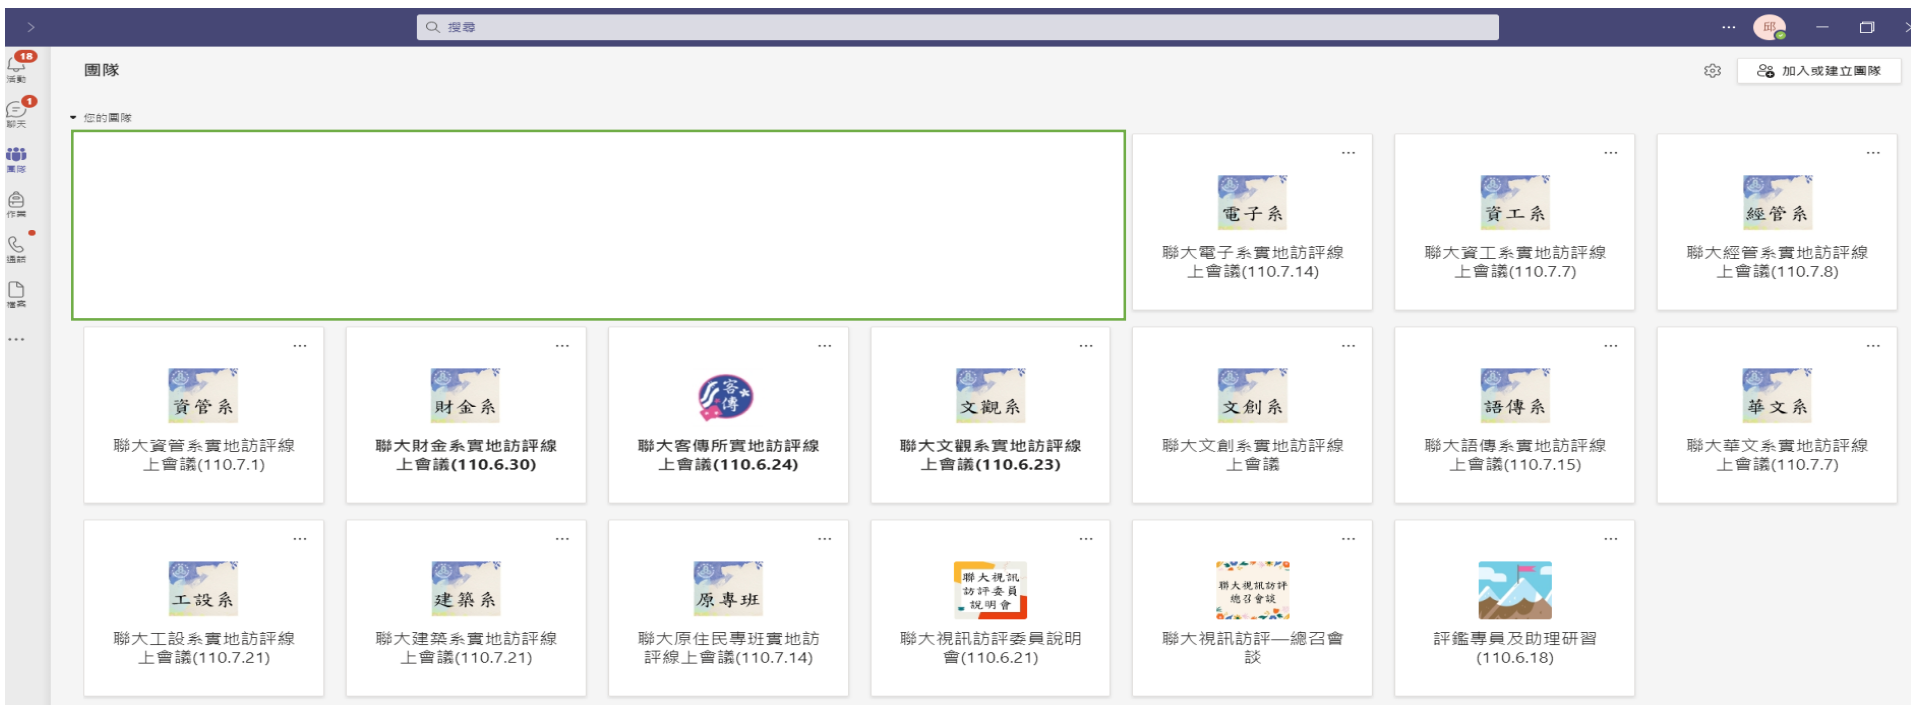 搜尋
邱
18
活動
1
聊天
團隊
作業
通話
檔案
團隊
加入或建立團隊
您的團隊
電子系
聯大電子系實地訪評線
上會議(110.7.14)
資工系
聯大資工系實地訪評線
上會議(110.7.7)
經管系
聯大經管系實地訪評線
上會議(110.7.8)
資管系
聯大資管系實地訪評線
上會議(110.7.1)
財金系
聯大財金系實地訪評線
上會議(110.6.30)
客傳
聯大客傳所實地訪評線
上會議(110.6.24)
文觀系
聯大文觀系實地訪評線
上會議(110.6.23)
文創系
聯大文創系實地訪評線
上會議
語傳系
聯大語傳系實地訪評線
上會議(110.7.15)
華文系
聯大華文系實地訪評線
上會議(110.7.7)
工設系
聯大工設系實地訪評線
上會議(110.7.21)
建築系
聯大建築系實地訪評線
上會議(110.7.21)
原專班
聯大原住民專班實地訪
評線上會議(110.7.14)
聯大視訊
訪評委員
說明會
聯大視訊訪評委員說明
會(110.6.21)
聯大視訊訪評
總召會談
聯大視訊訪評—總召會
談
評鑑專員及助理研習
(110.6.18)